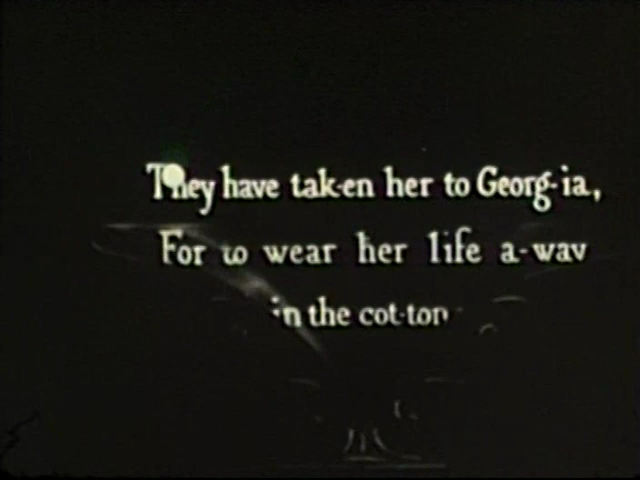 They have tak-en her to Georg-ia,
For to wear her life a-way
in the cot-ton